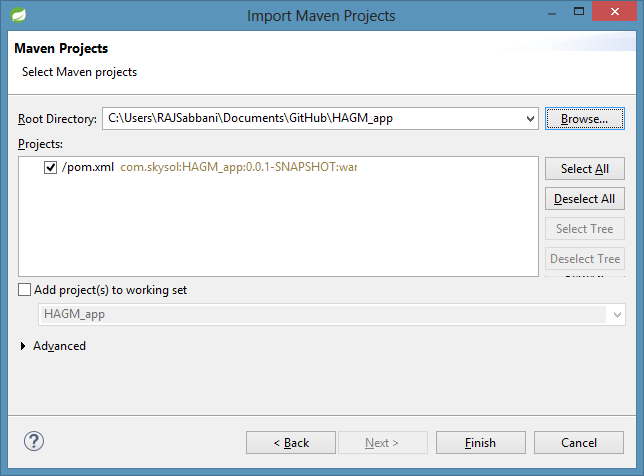 Import Maven Projects
Maven Projects
Select Maven projects
Root Directory: C:\Users\RAJSabbani\Documents\GitHub\HAGM_app Browse...
Projects:
/pom.xml com.skysol:HAGM_app:0.0.1-SNAPSHOT:war
Select All
Deselect All
Select Tree
Deselect Tree
Add project(s) to working set
HAGM_app
Advanced
? < Back Next > Finish Cancel